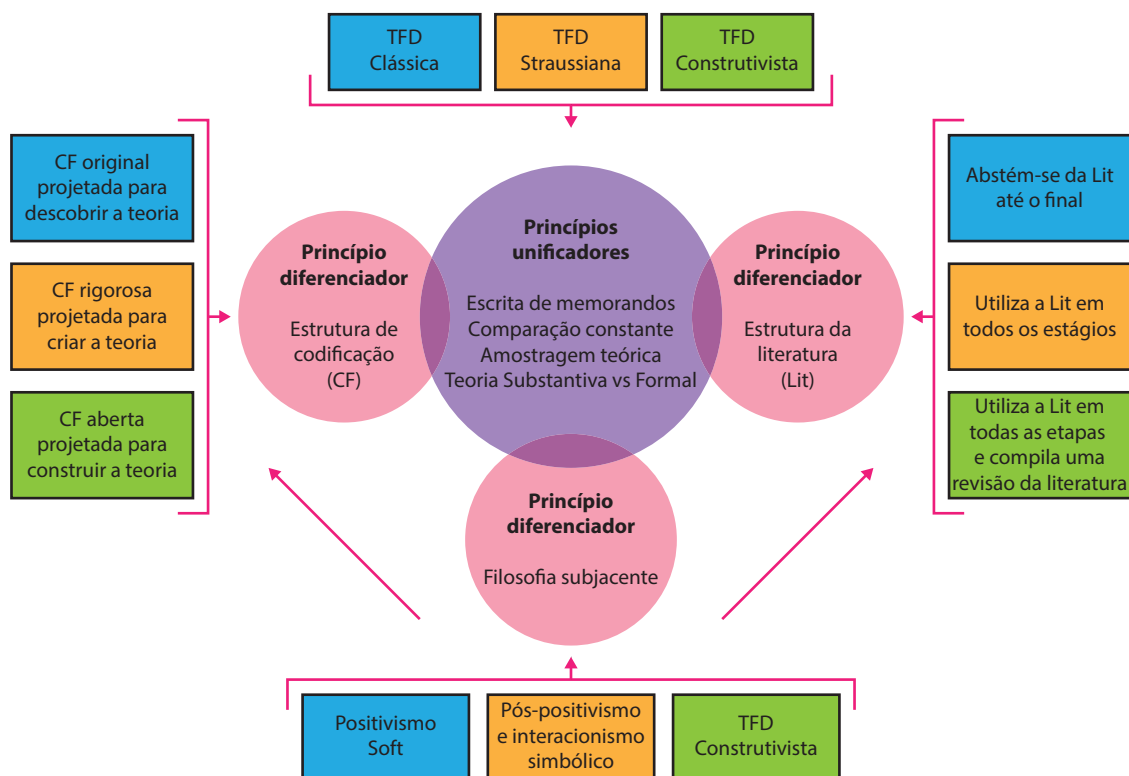 TFD
Clássica
TFD
Straussiana
TFD
Construtivista
CF original
projetada para
descobrir a teoria
CF rigorosa
projetada para
criar a teoria
CF aberta
projetada para
construir a teoria
Princípio
diferenciador
Estrutura de
codificação
(CF)
Princípios
unificadores
Escrita de memorandos
Comparação constante
Amostragem teórica
Teoria Substantiva vs Formal
Princípio
diferenciador
Estrutura da
literatura
(Lit)
Abstém-se da Lit
até o final
Utiliza a Lit em
todos os estágios
Utiliza a Lit em
todas as etapas
e compila uma
revisão da literatura
Princípio
diferenciador
Filosofia subjacente
Positivismo
Soft
Pós-positivismo
e interacionismo
simbólico
TFD
Construtivista